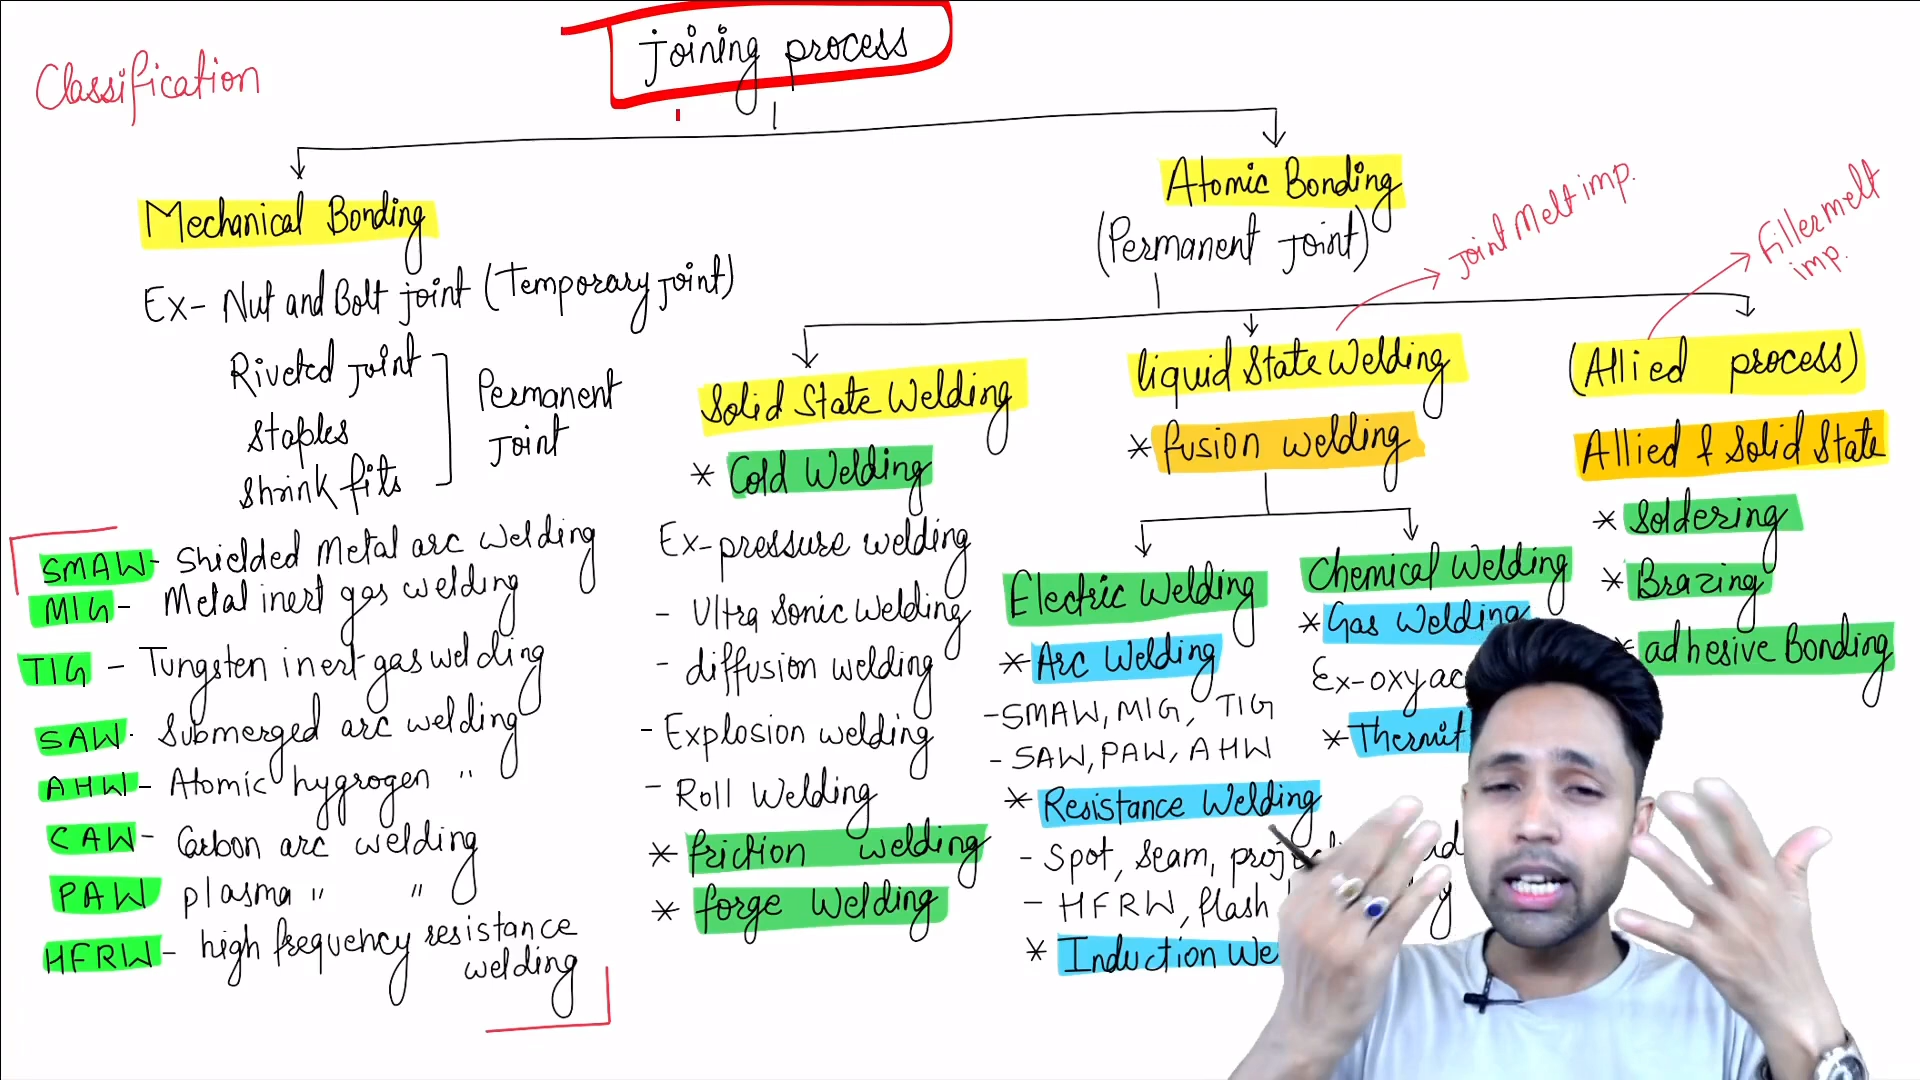 Classification
joining process
Mechanical Bonding
Ex- Nut and Bolt joint (Temporary joint)
Riveted joint
Staples
Shrink fits
Permanent
Joint
Atomic Bonding
(Permanent joint)
Joint Melt imp.
Filler melt
imp.
Solid State Welding
* Cold Welding
Ex- pressure welding
- Ultra Sonic Welding
- diffusion welding
- Explosion welding
- Roll Welding
* friction welding
* forge Welding
liquid State Welding
* fusion welding
Electric Welding
* Arc Welding
- SMAW, MIG, TIG
- SAW, PAW, AHW
* Resistance Welding
- Spot, Seam,
- HFRW, flash
* Induction We
Chemical Welding
* Gas Welding
Ex- oxy ac
* Thermit
(Allied process)
Allied & Solid State
* Soldering
* Brazing
* adhesive Bonding
SMAW- Shielded Metal arc welding
MIG- Metal inert gas welding
TIG - Tungsten inert gas welding
SAW- Submerged arc welding
AHW- Atomic hygrogen "
CAW- Carbon arc welding
PAW plasma " "
HFRW- high frequency resistance
welding